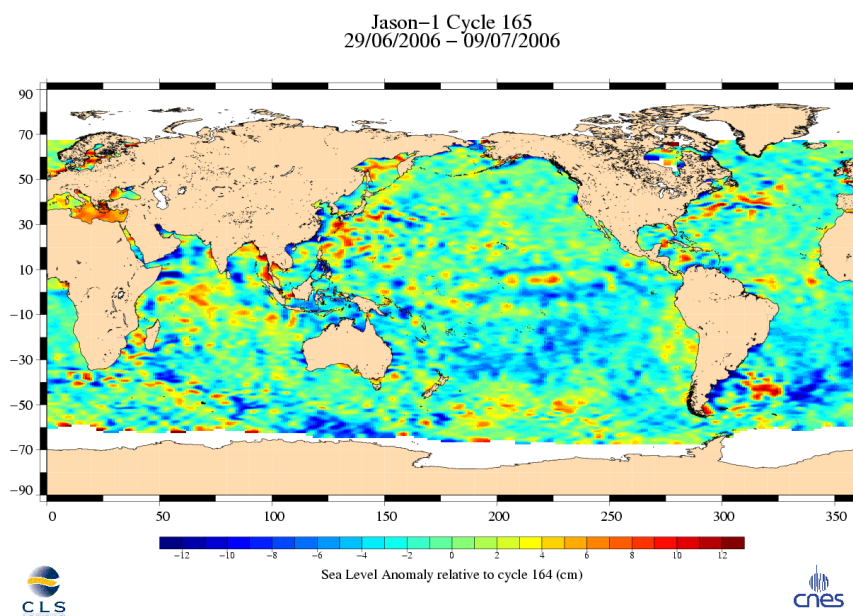 Jason−1 Cycle 165
29/06/2006 − 09/07/2006
90
70
50
30
10
−10
−30
−50
−70
−90
0 50 100 150 200 250 300 350
−12 −10 −8 −6 −4 −2 0 2 4 6 8 10 12
Sea Level Anomaly relative to cycle 164 (cm)
CLS
cnes